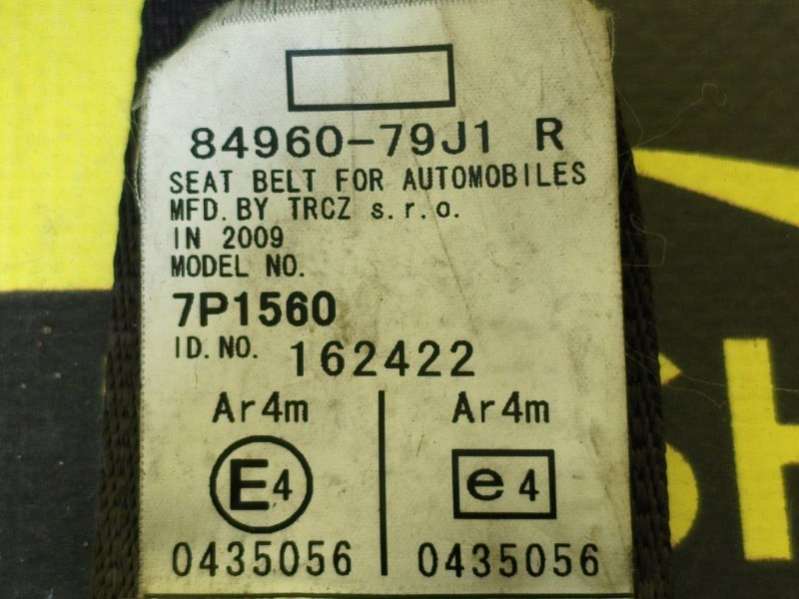 84960-79J1 R
SEAT BELT FOR AUTOMOBILES
MFD. BY TRCZ s.r.o.
IN 2009
MODEL NO.
7P1560
ID. NO. 162422
Ar4m Ar4m
E4 e4
0435056 0435056
SH